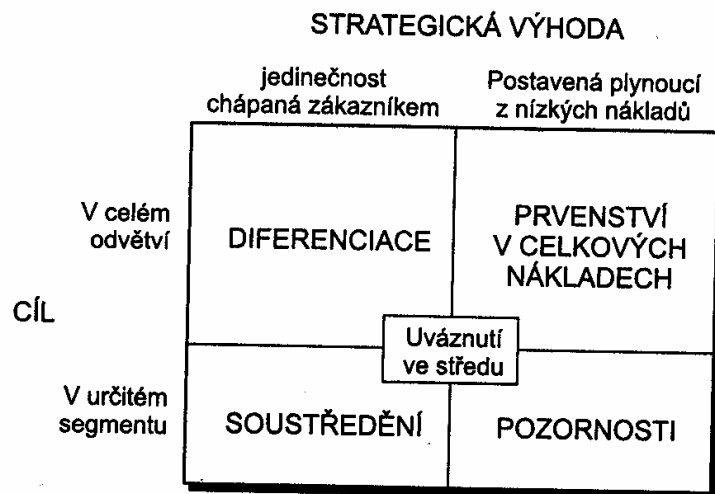 STRATEGICKÁ VÝHODA
jedinečnost
chápaná zákazníkem
Postavená plynoucí
z nízkých nákladů
V celém
odvětví
DIFERENCIACE
PRVENSTVÍ
V CELKOVÝCH
NÁKLADECH
CÍL
Uváznutí
ve středu
V určitém
segmentu
SOUSTŘEDĚNÍ
POZORNOSTI